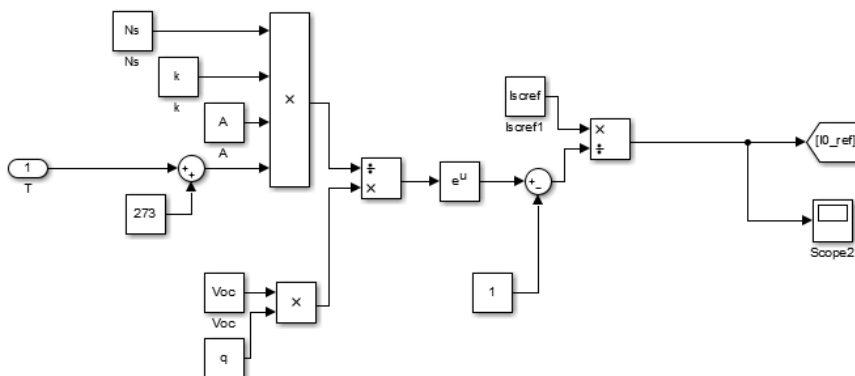 Ns
Ns
k
k
×
A
A
1
T
+
+
273
÷
×
e^u
+
−
1
Iscref
Iscref1
×
÷
[I0_ref]
Scope2
Voc
Voc
×
q